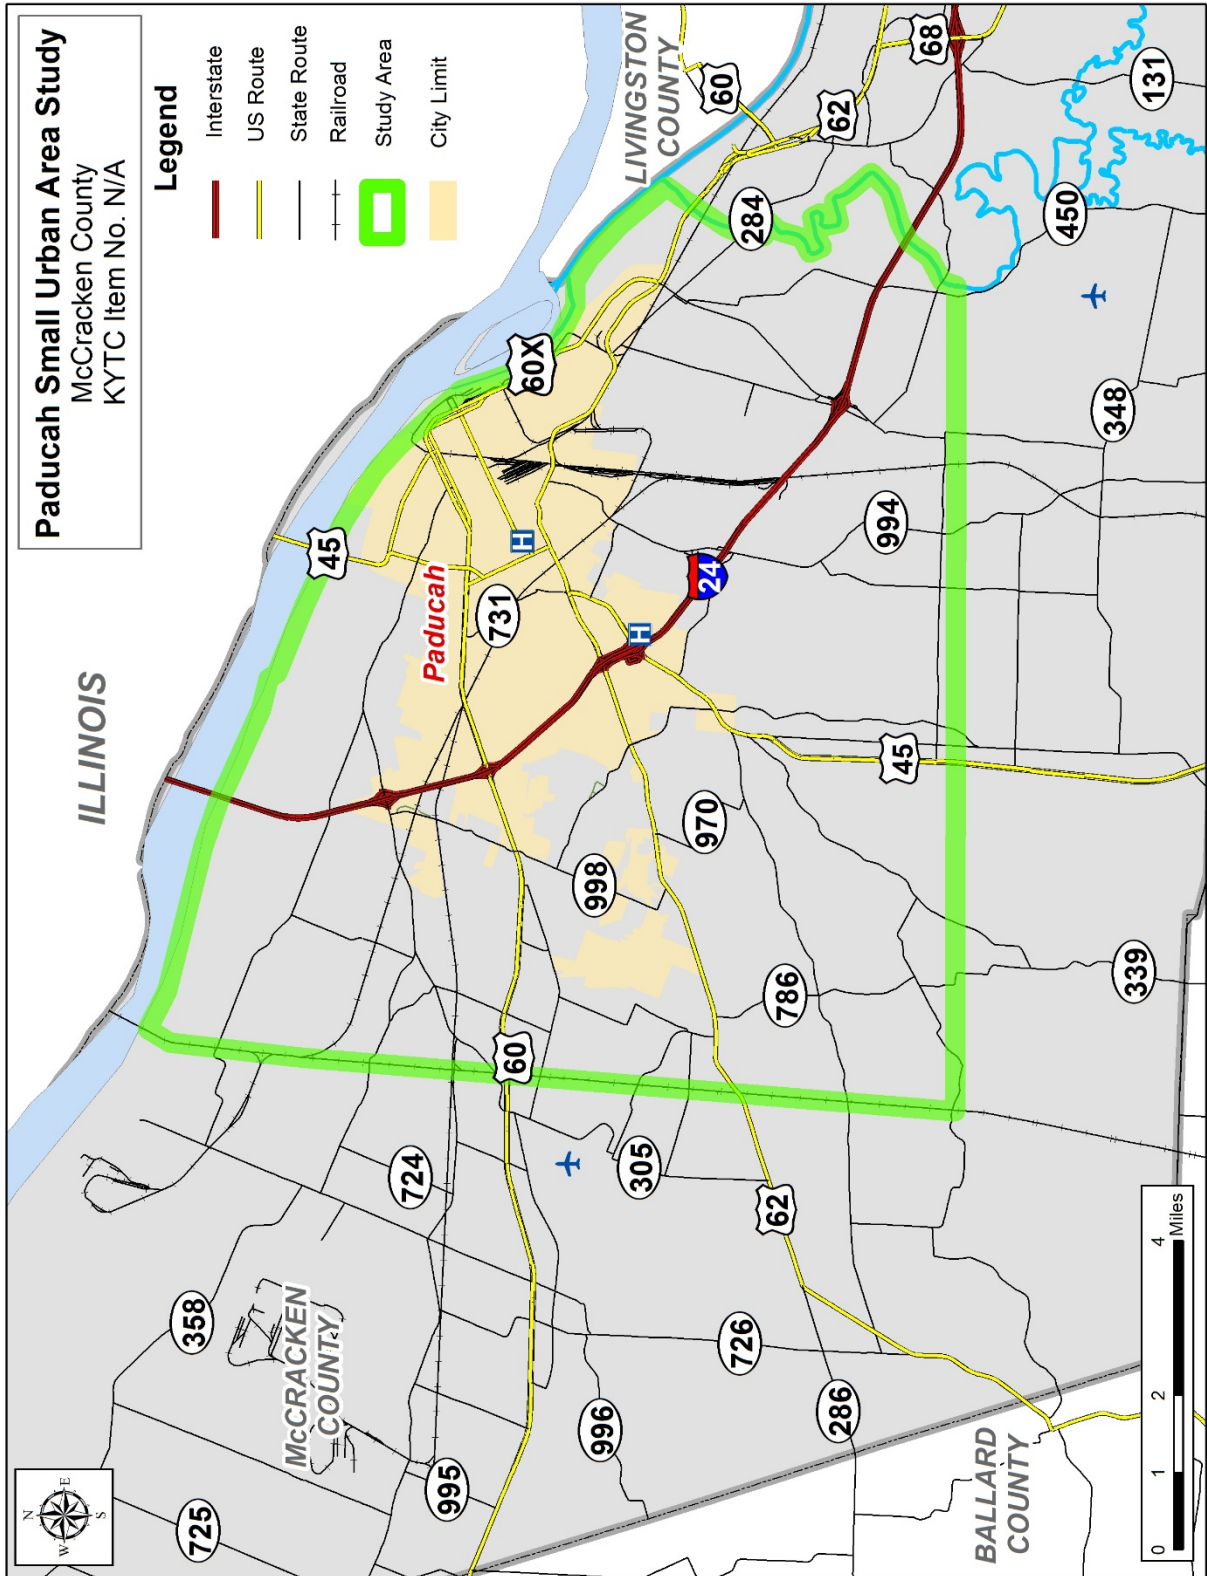 Paducah Small Urban Area Study
McCracken County
KYTC Item No. N/A
Legend
Interstate
US Route
State Route
Railroad
Study Area
City Limit
ILLINOIS
LIVINGSTON
COUNTY
McCRACKEN
COUNTY
BALLARD
COUNTY
Paducah
N
W
E
S
725
358
995
724
996
726
286
62
305
60
786
339
998
970
45
731
H
H
24
994
45
60X
348
284
450
60
62
68
131
0
1
2
4
Miles